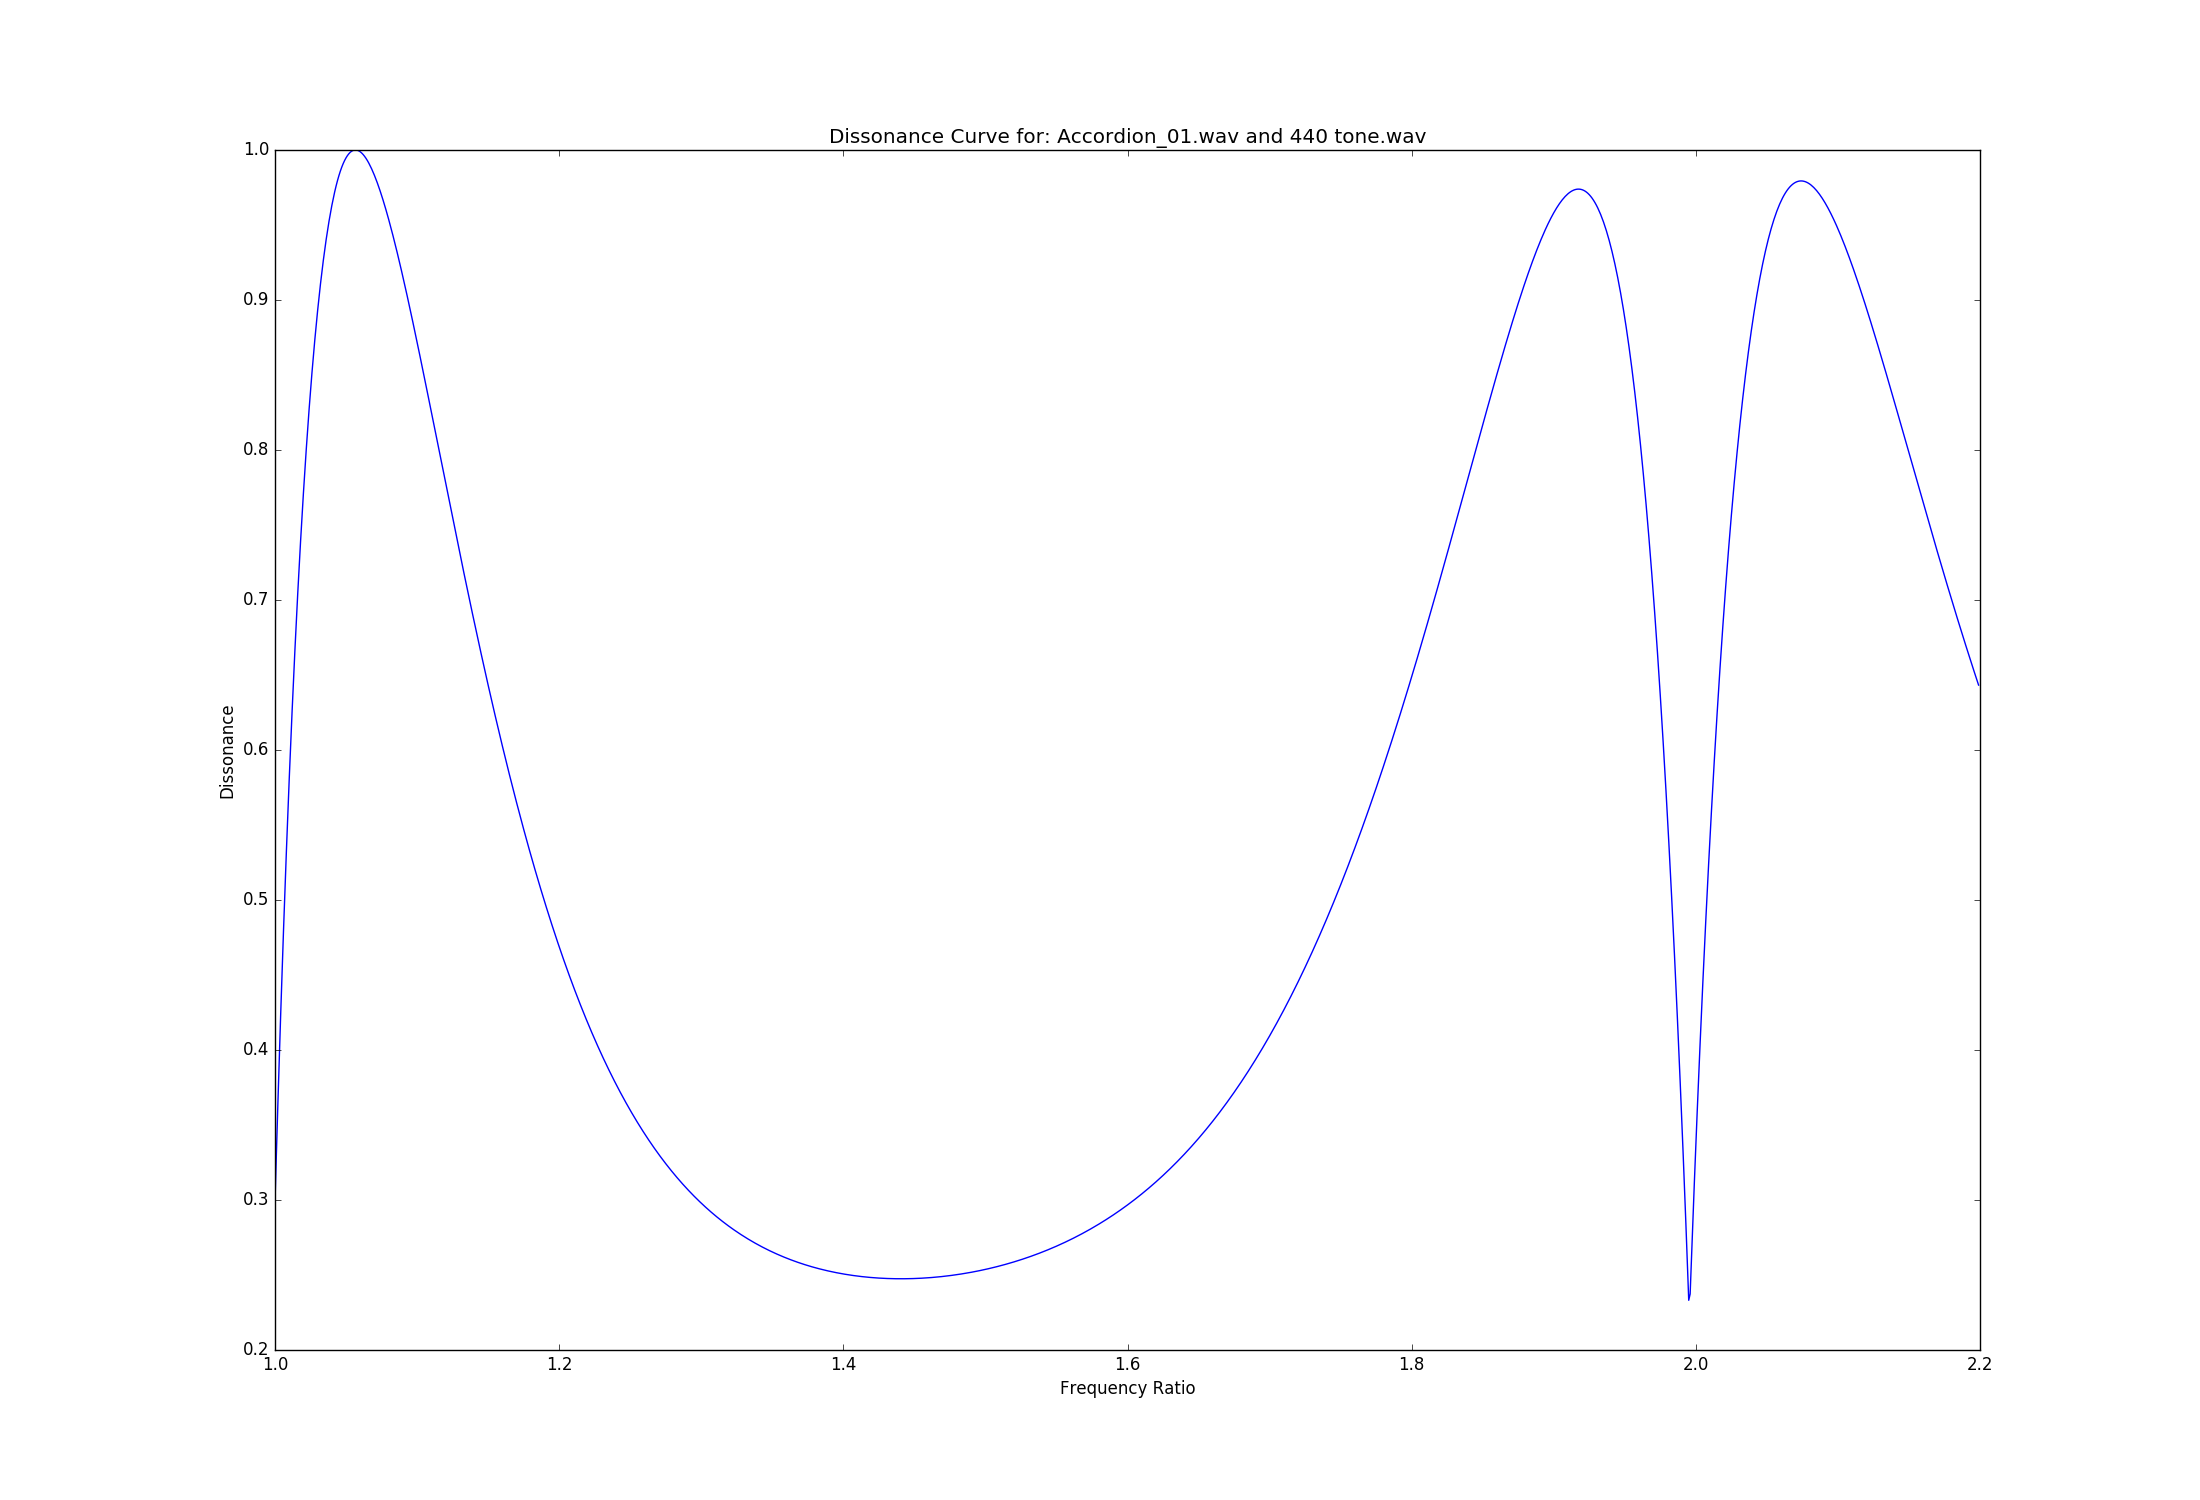 Dissonance Curve for: Accordion_01.wav and 440 tone.wav
1.0
0.9
0.8
0.7
0.6
0.5
0.4
0.3
0.2
Dissonance
1.0 1.2 1.4 1.6 1.8 2.0 2.2
Frequency Ratio